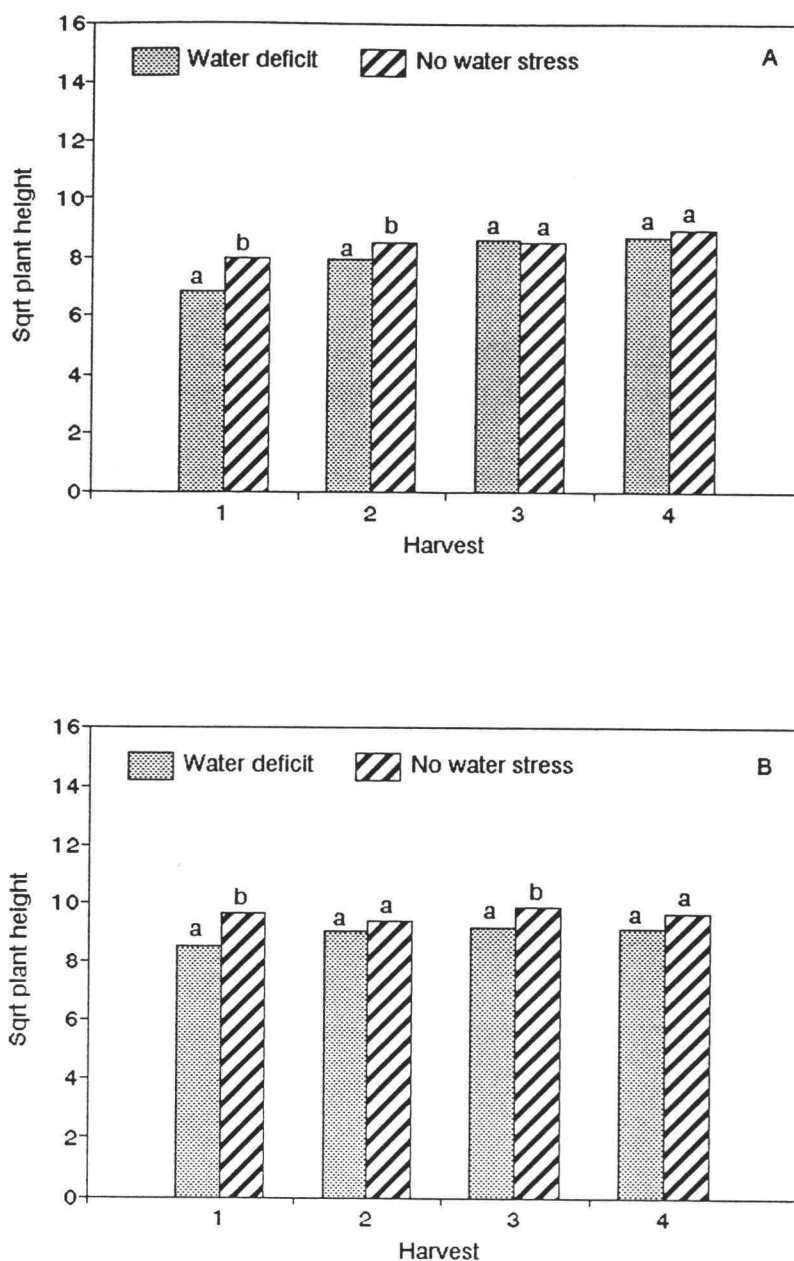 16
Water deficit No water stress A
14
12
10
8
6
4
2
0
Sqrt plant height
a b a b a a a a
1 2 3 4
Harvest
16
Water deficit No water stress B
14
12
10
8
6
4
2
0
Sqrt plant height
a b a a a b a a
1 2 3 4
Harvest